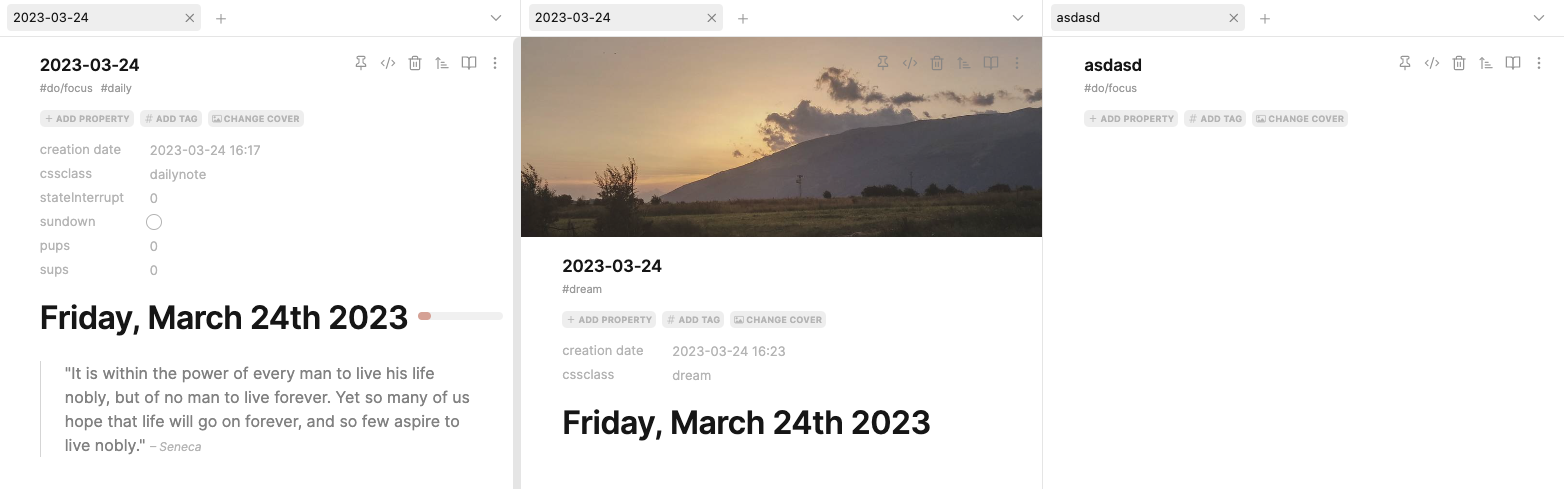 2023-03-24
2023-03-24
#do/focus #daily
+ ADD PROPERTY # ADD TAG CHANGE COVER
creation date 2023-03-24 16:17
cssclass dailynote
stateInterrupt 0
sundown
pups 0
sups 0
Friday, March 24th 2023
"It is within the power of every man to live his life
nobly, but of no man to live forever. Yet so many of us
hope that life will go on forever, and so few aspire to
live nobly." – Seneca
2023-03-24
2023-03-24
#dream
+ ADD PROPERTY # ADD TAG CHANGE COVER
creation date 2023-03-24 16:23
cssclass dream
Friday, March 24th 2023
asdasd
asdasd
#do/focus
+ ADD PROPERTY # ADD TAG CHANGE COVER